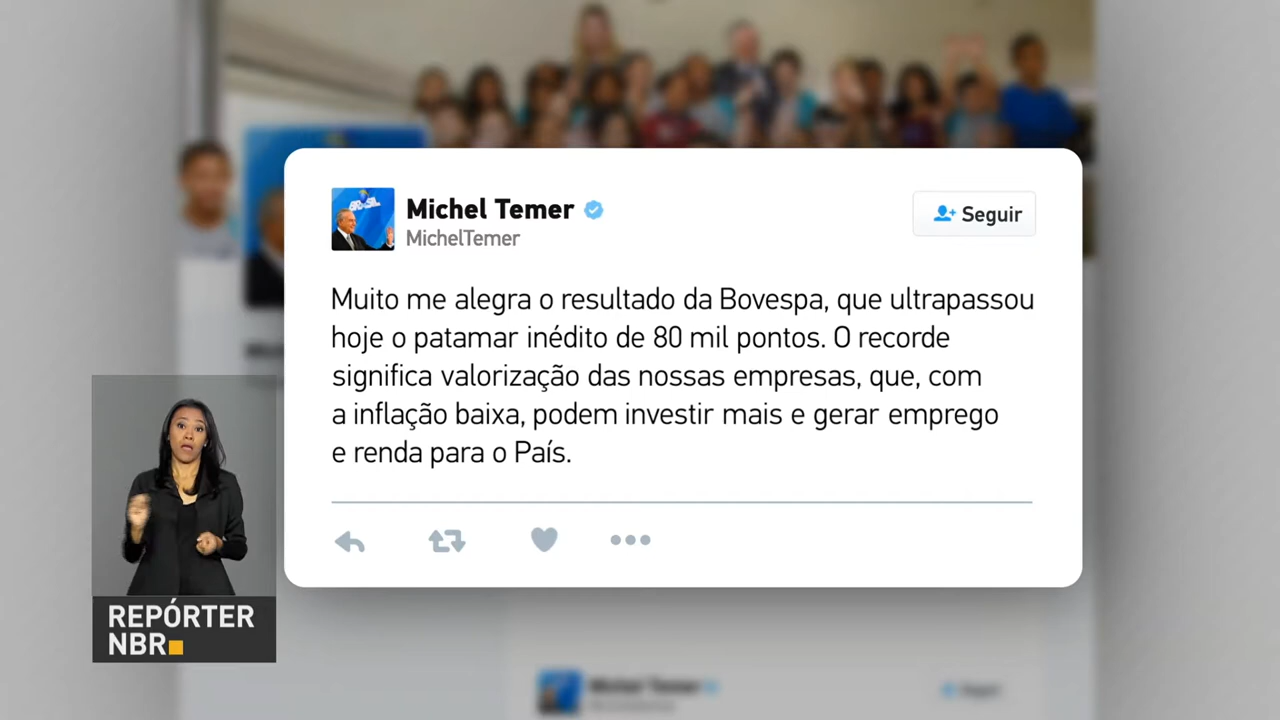 Michel Temer
MichelTemer
Seguir
Muito me alegra o resultado da Bovespa, que ultrapassou
hoje o patamar inédito de 80 mil pontos. O recorde
significa valorização das nossas empresas, que, com
a inflação baixa, podem investir mais e gerar emprego
e renda para o País.
REPÓRTER
NBR
Michel Temer